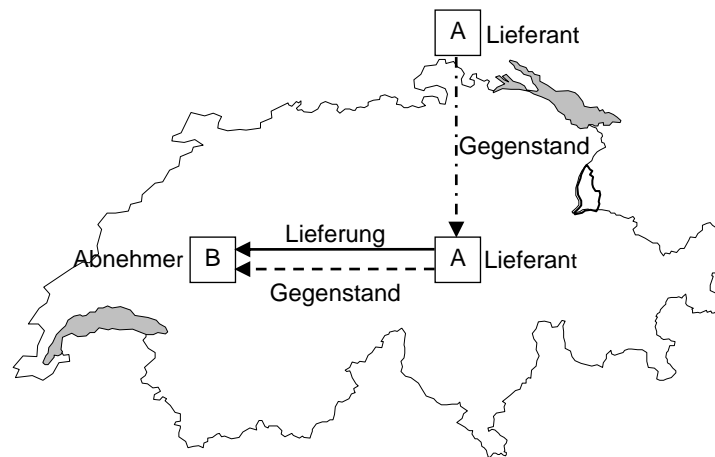 A Lieferant
Gegenstand
Lieferung
Abnehmer B A Lieferant
Gegenstand